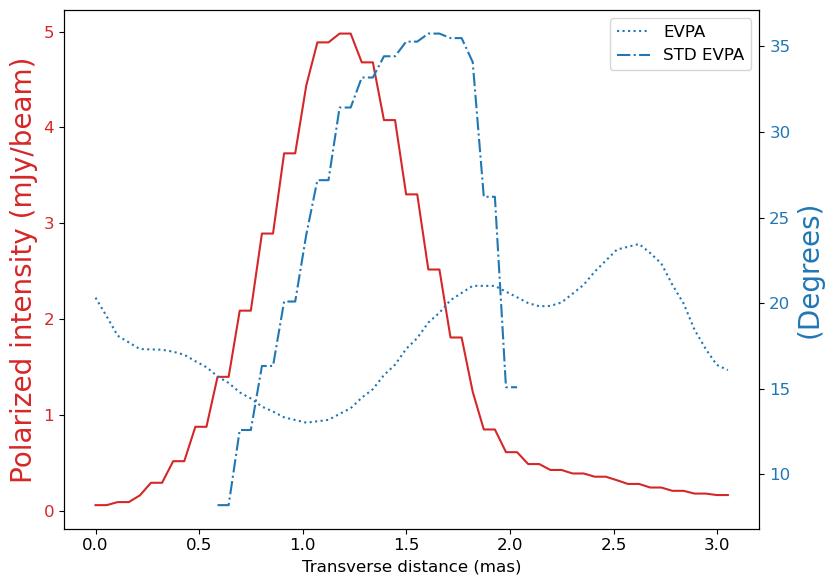 EVPA
STD EVPA
Polarized intensity (mJy/beam)
5
4
3
2
1
0
35
30
25
20
15
10
(Degrees)
0.0 0.5 1.0 1.5 2.0 2.5 3.0
Transverse distance (mas)